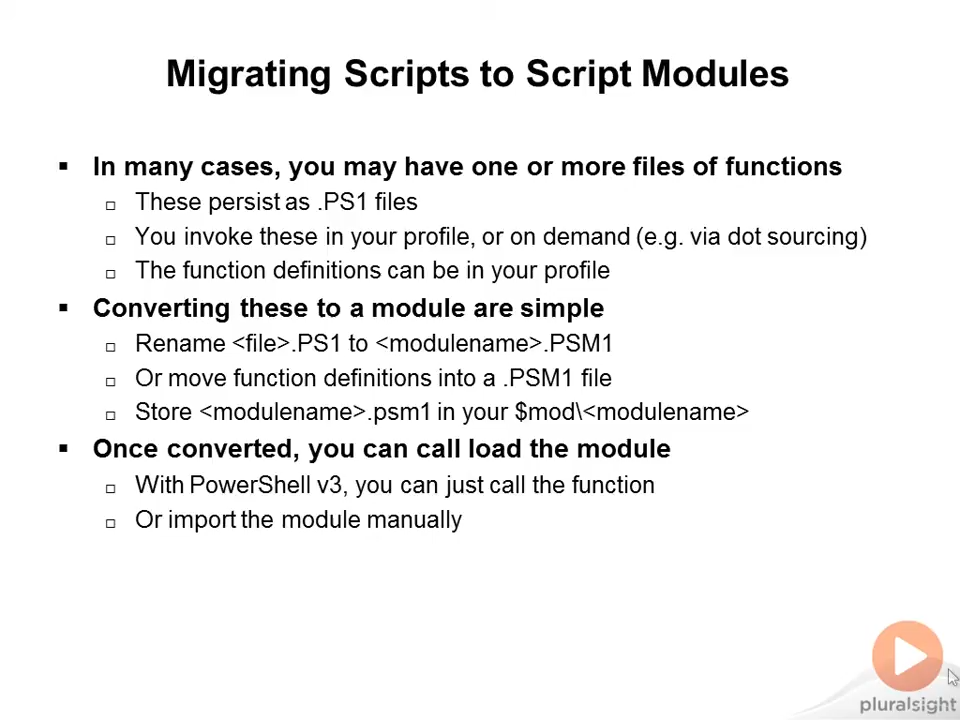 Migrating Scripts to Script Modules
In many cases, you may have one or more files of functions
These persist as .PS1 files
You invoke these in your profile, or on demand (e.g. via dot sourcing)
The function definitions can be in your profile
Converting these to a module are simple
Rename <file>.PS1 to <modulename>.PSM1
Or move function definitions into a .PSM1 file
Store <modulename>.psm1 in your $mod\<modulename>
Once converted, you can call load the module
With PowerShell v3, you can just call the function
Or import the module manually
pluralsight